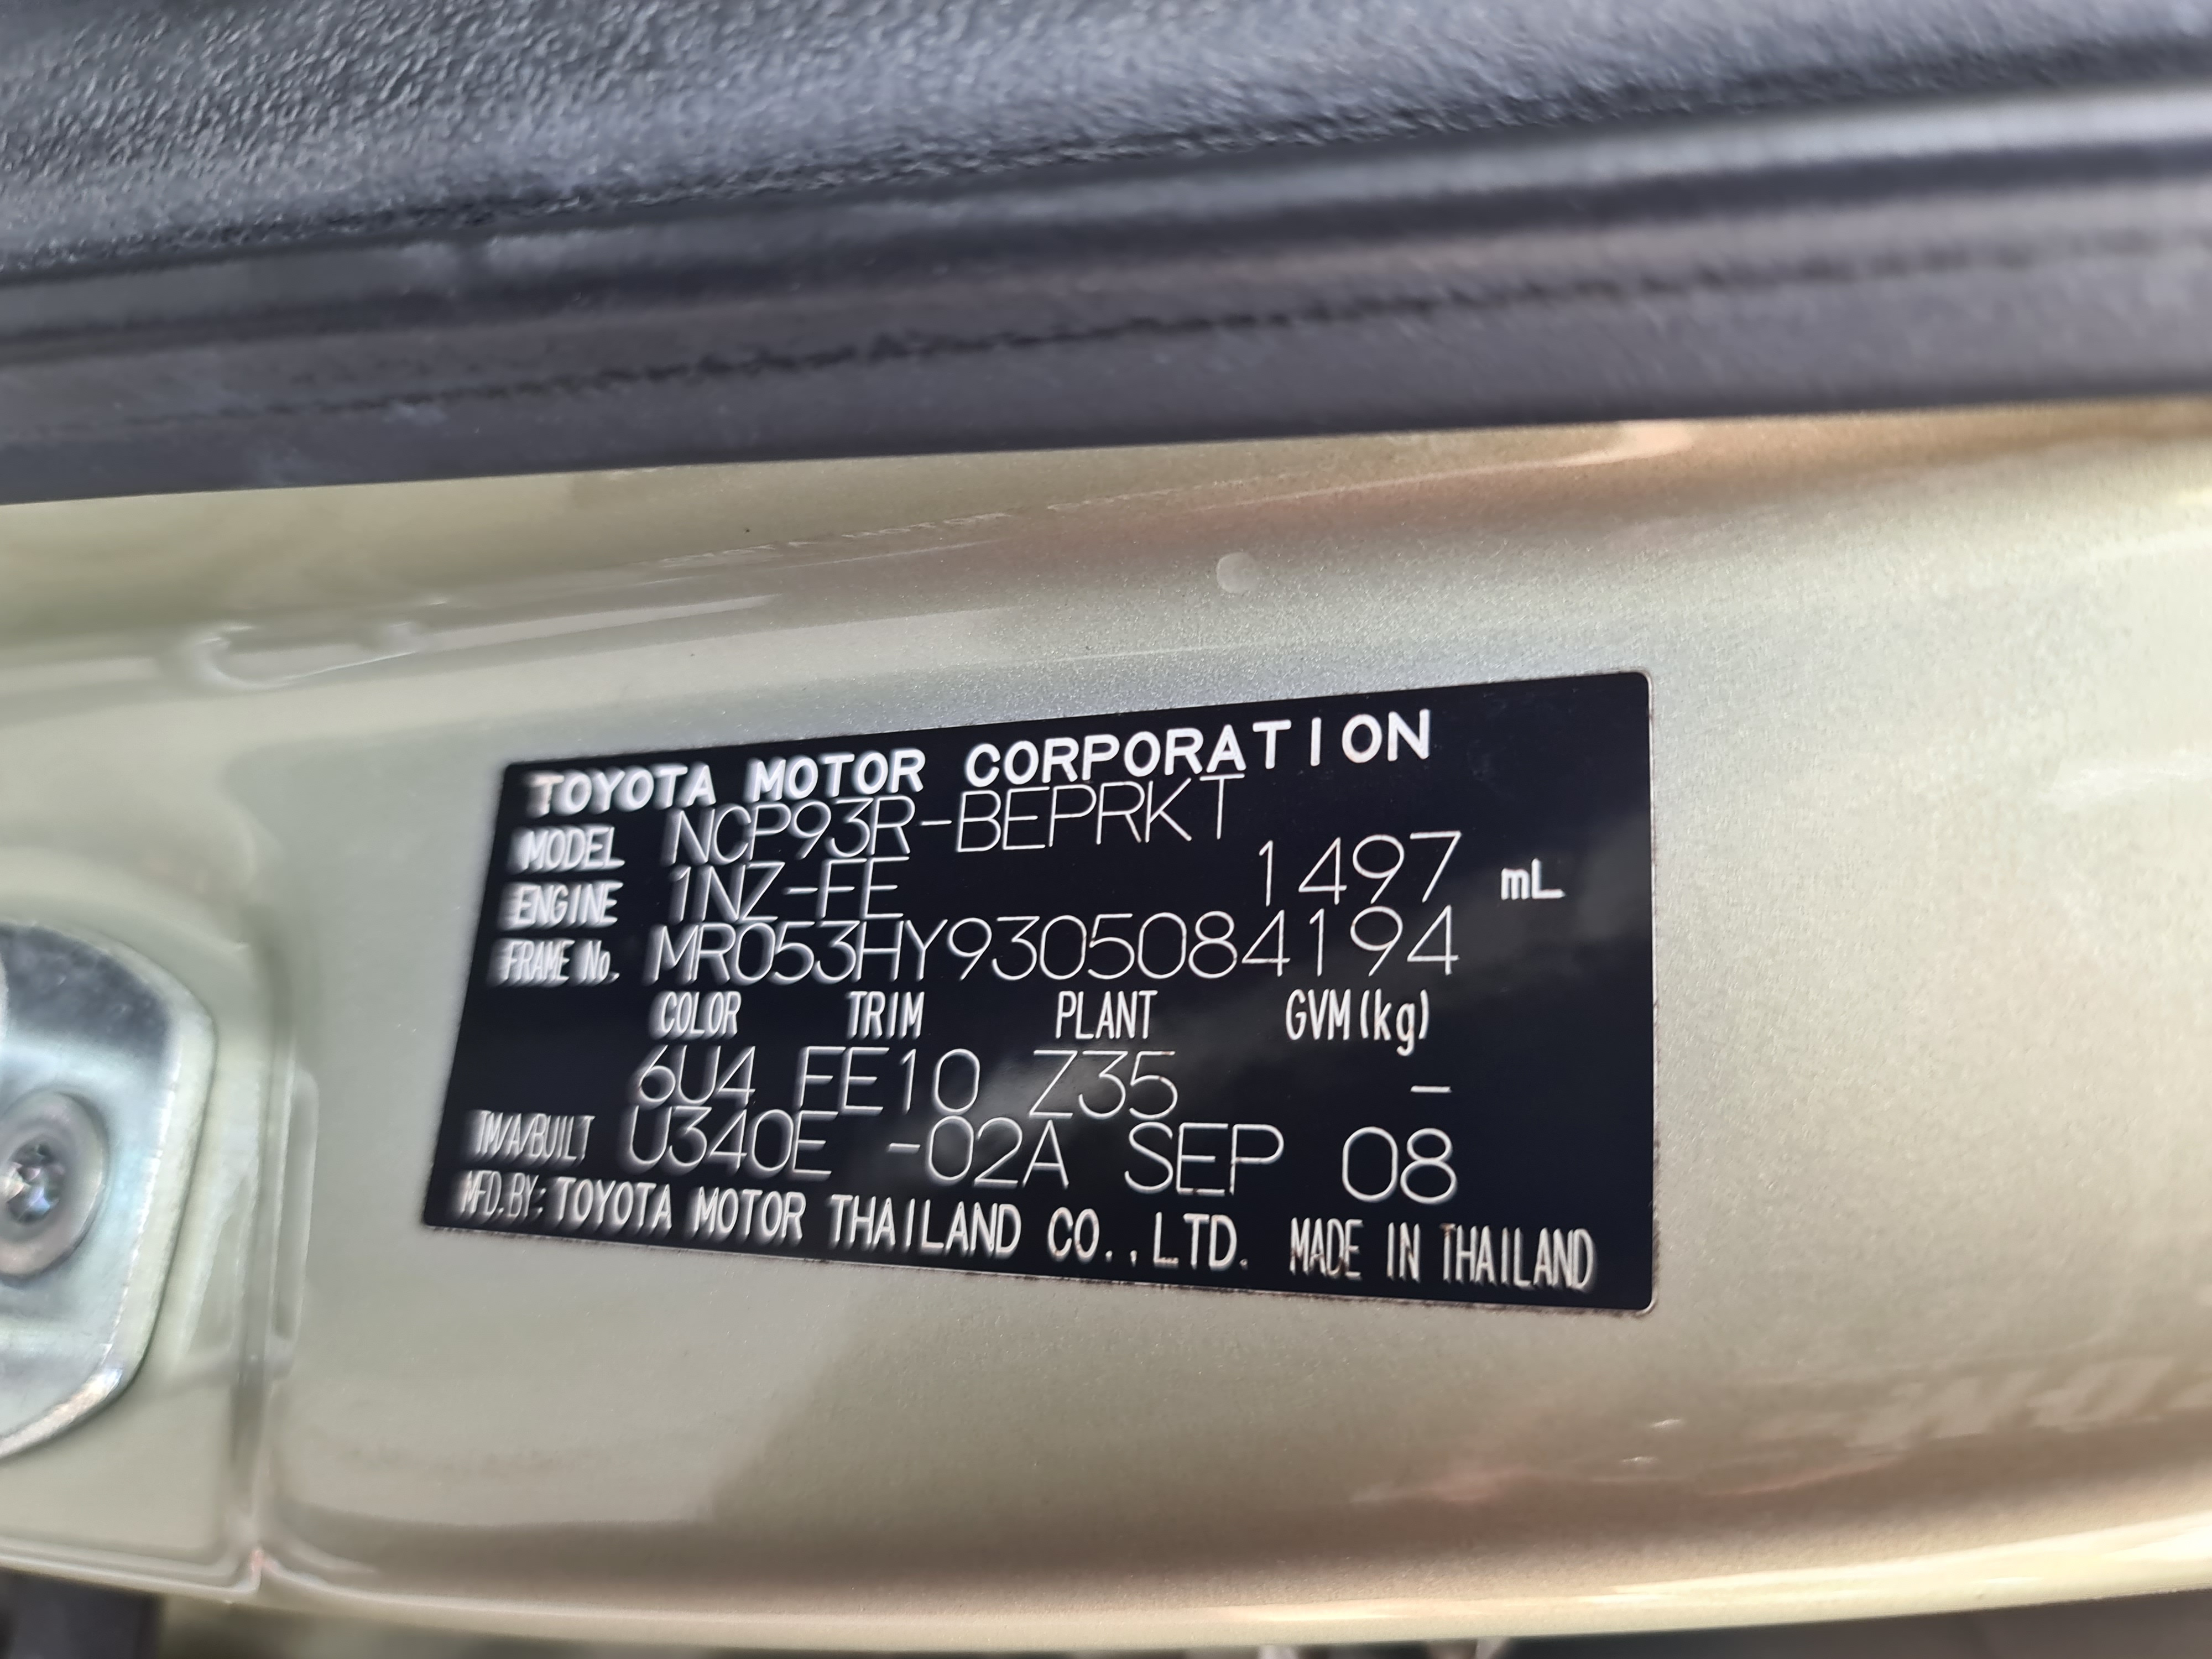 TOYOTA MOTOR CORPORATION
MODEL NCP93R-BEPRKT
ENGINE 1NZ-FE 1497 mL
FRAME No. MR053HY9305084194
COLOR TRIM PLANT GVM(kg)
6U4 FE10 Z35 -
TM/A/BUILT U340E -02A SEP 08
MFD.BY: TOYOTA MOTOR THAILAND CO.,LTD. MADE IN THAILAND